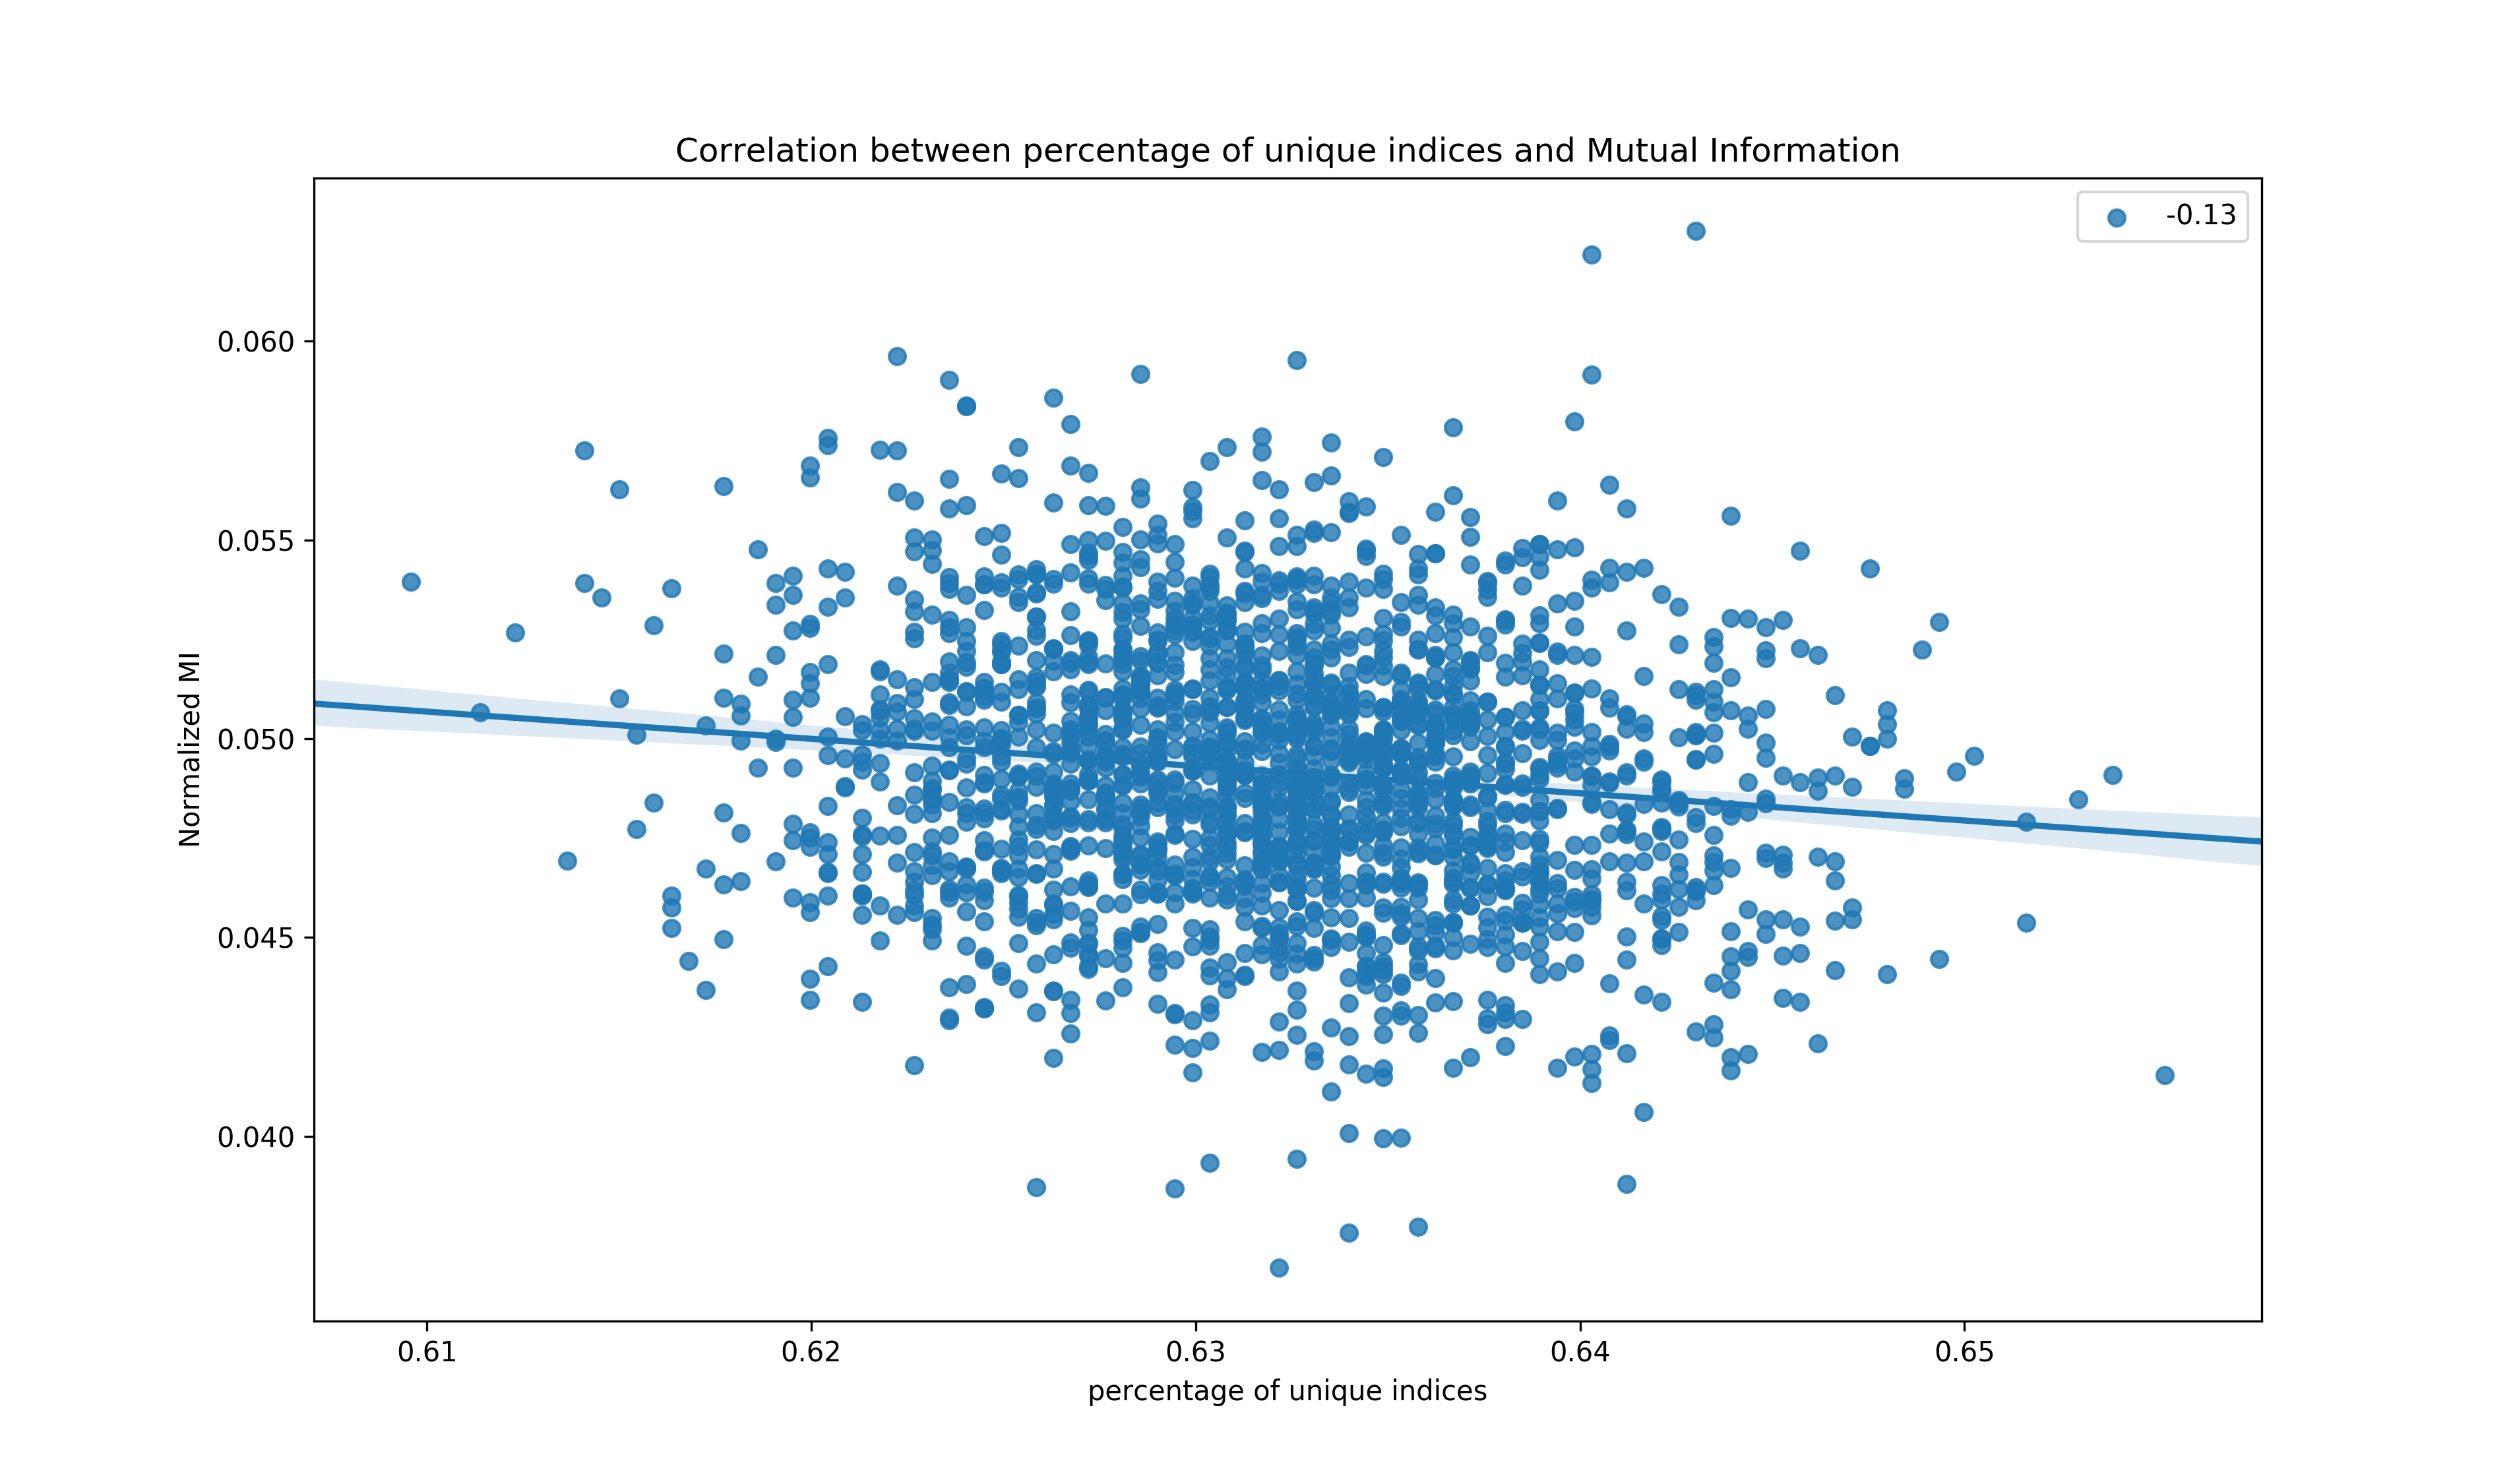 Correlation between percentage of unique indices and Mutual Information
-0.13
0.060
0.055
0.050
0.045
0.040
Normalized MI
0.61 0.62 0.63 0.64 0.65
percentage of unique indices